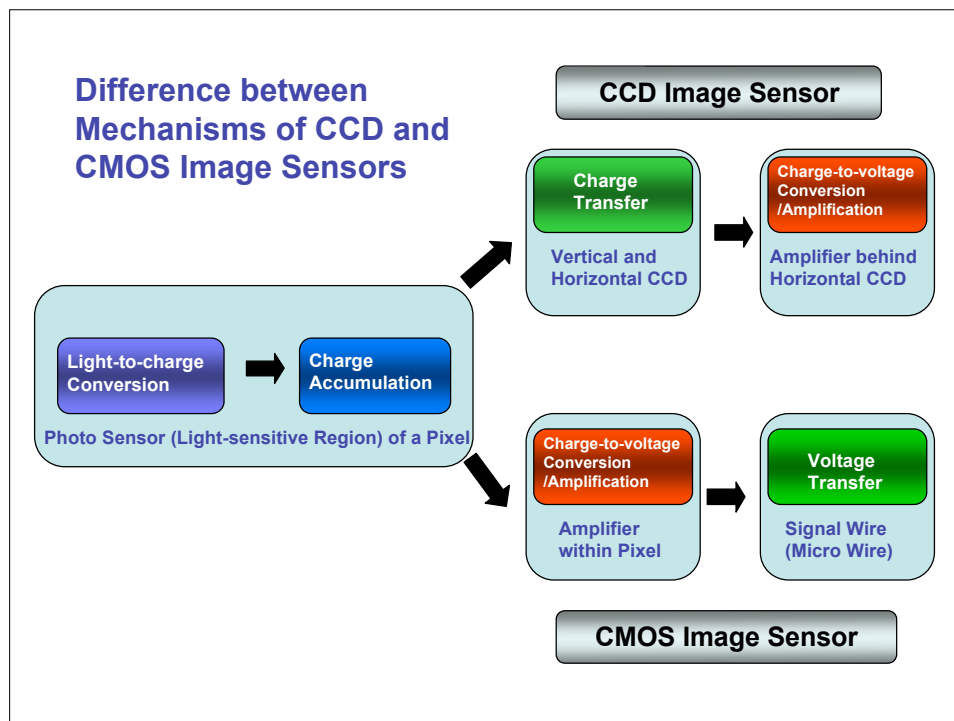 Difference between
Mechanisms of CCD and
CMOS Image Sensors
CCD Image Sensor
Charge
Transfer
Vertical and
Horizontal CCD
Charge-to-voltage
Conversion
/Amplification
Amplifier behind
Horizontal CCD
Light-to-charge
Conversion
Charge
Accumulation
Photo Sensor (Light-sensitive Region) of a Pixel
Charge-to-voltage
Conversion
/Amplification
Amplifier
within Pixel
Voltage
Transfer
Signal Wire
(Micro Wire)
CMOS Image Sensor